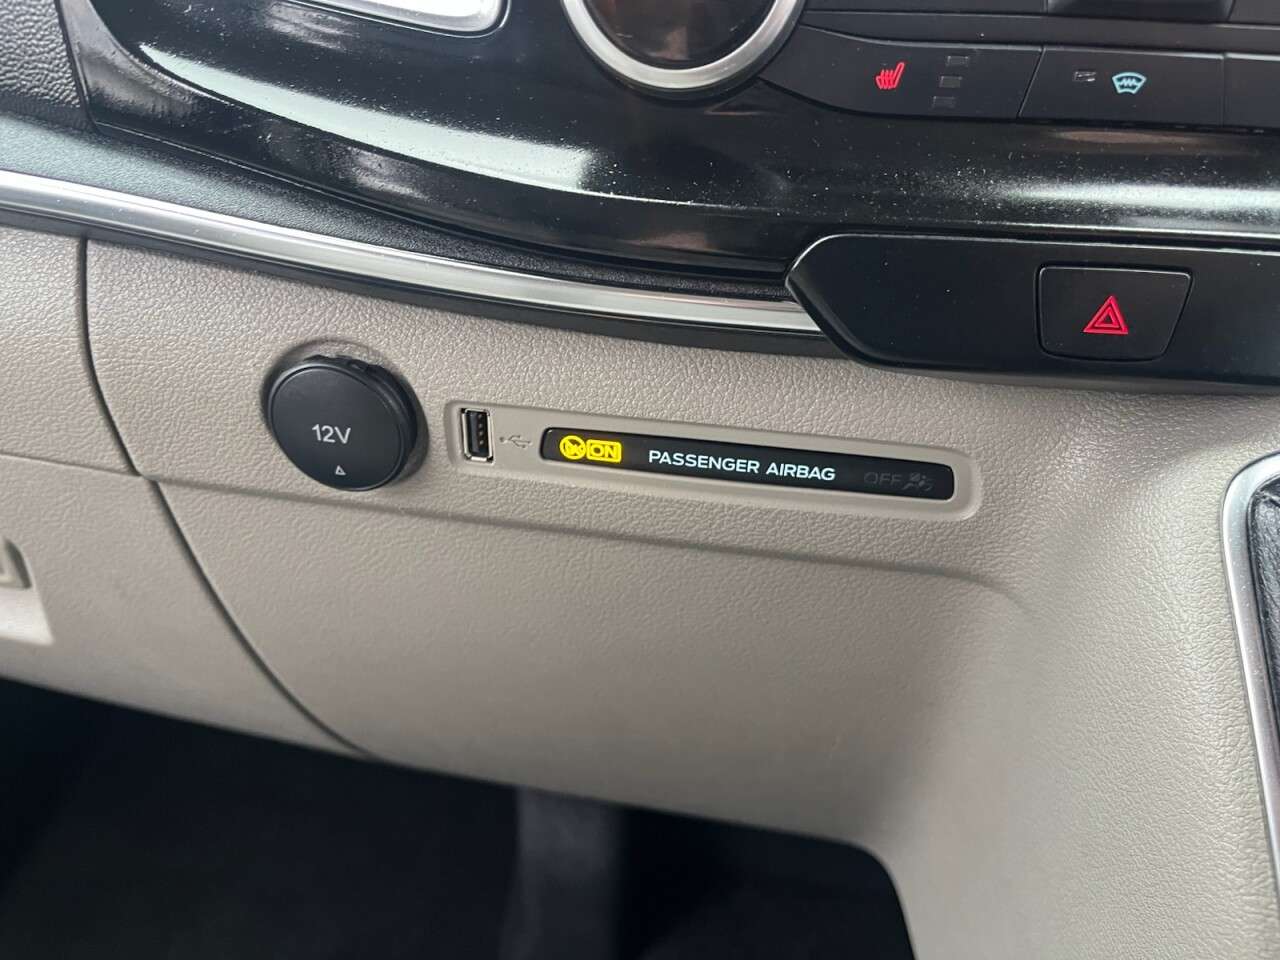 12V
ON PASSENGER AIRBAG OFF